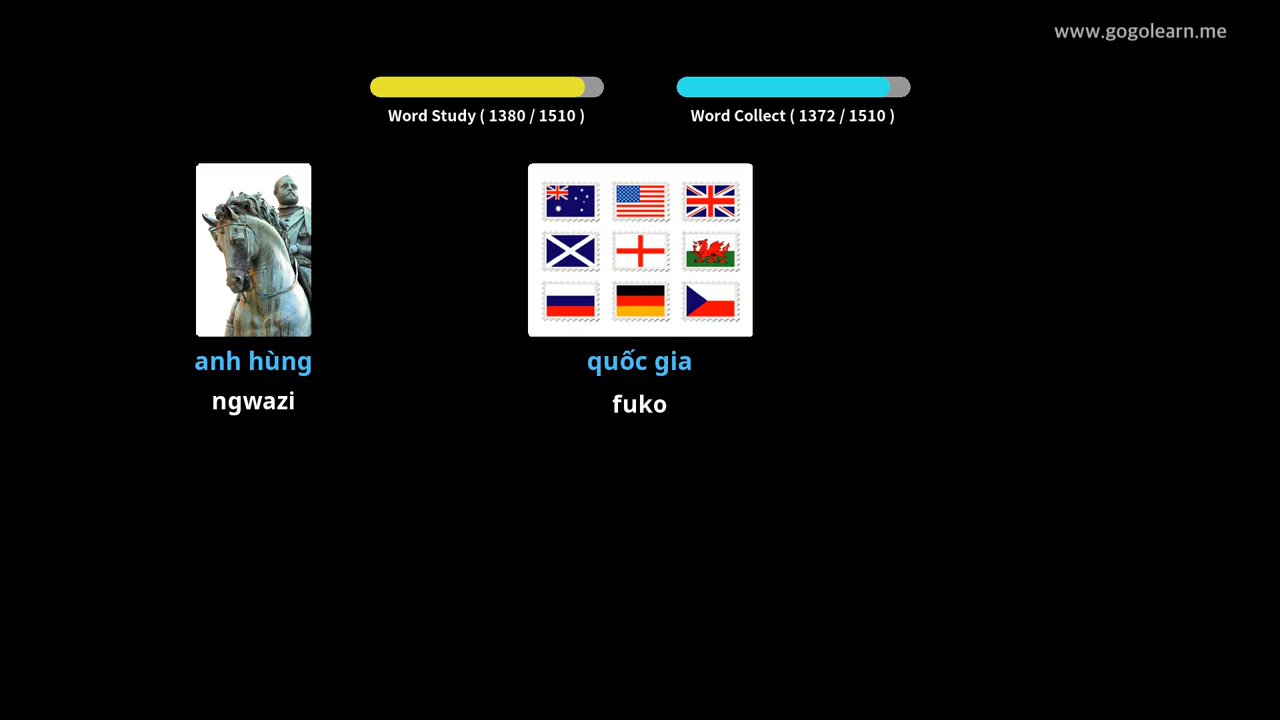 www.gogolearn.me
Word Study ( 1380 / 1510 )
Word Collect ( 1372 / 1510 )
anh hùng
ngwazi
quốc gia
fuko